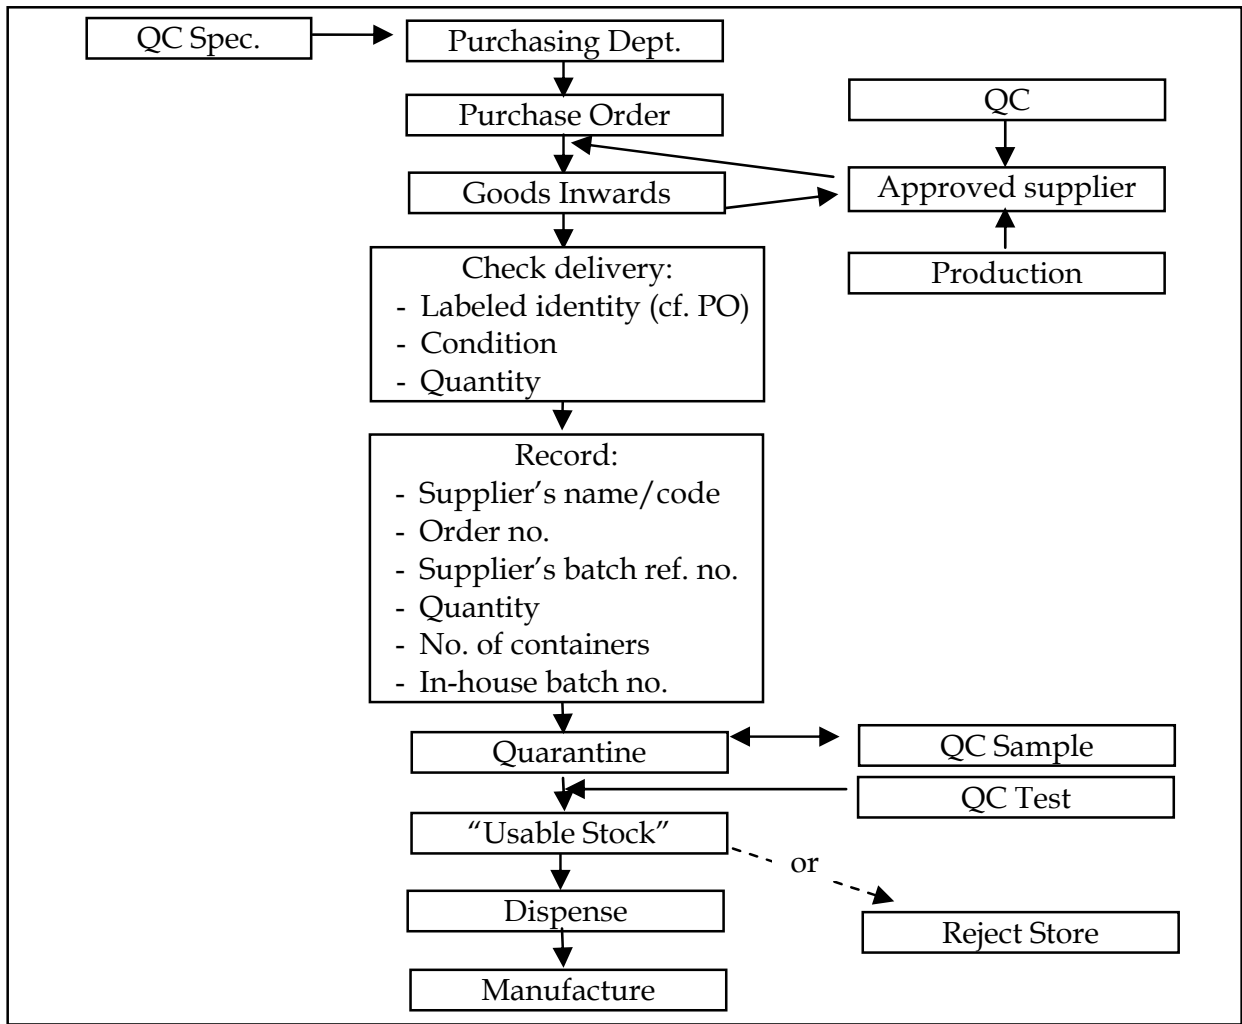 QC Spec.
Purchasing Dept.
Purchase Order
QC
Goods Inwards
Approved supplier
Production
Check delivery:
- Labeled identity (cf. PO)
- Condition
- Quantity
Record:
- Supplier’s name/code
- Order no.
- Supplier’s batch ref. no.
- Quantity
- No. of containers
- In-house batch no.
Quarantine
QC Sample
QC Test
“Usable Stock”
or
Dispense
Reject Store
Manufacture